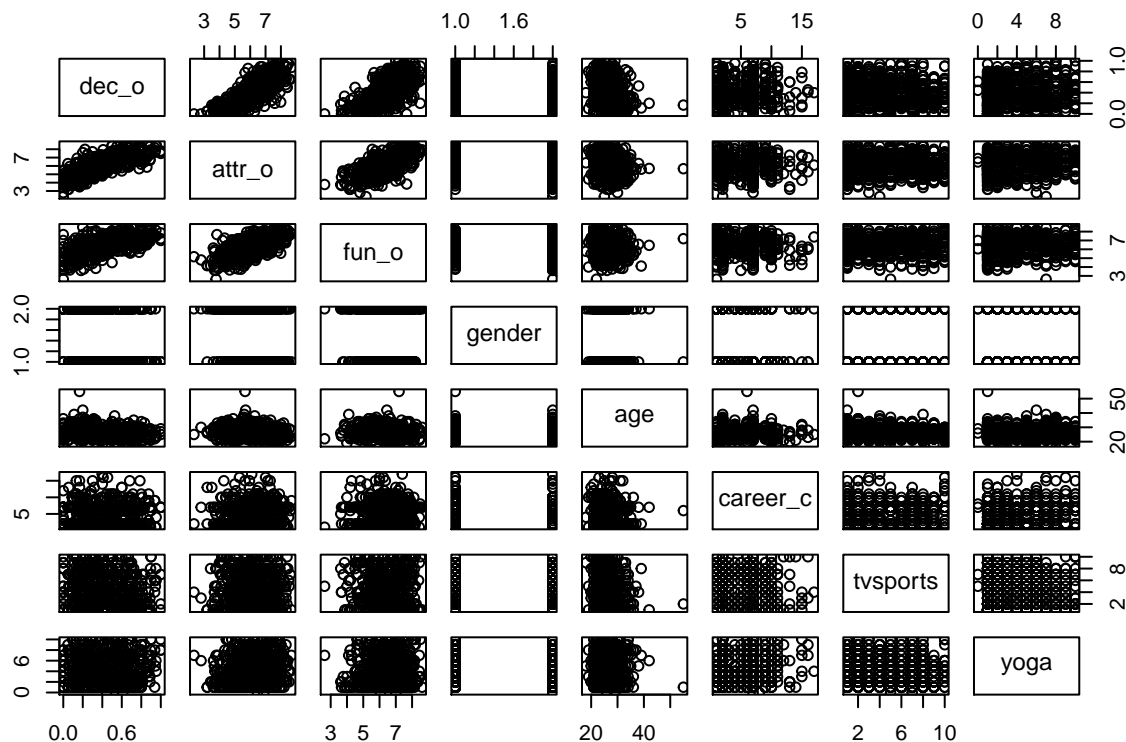 3 5 7 1.0 1.6 5 15 0 4 8
dec_o 0.0 1.0
3 7 attr_o
fun_o 3 7
1.0 2.0 gender
age 20 50
5 career_c
tvsports 2 8
0 6 yoga
0.0 0.6 3 5 7 20 40 2 6 10